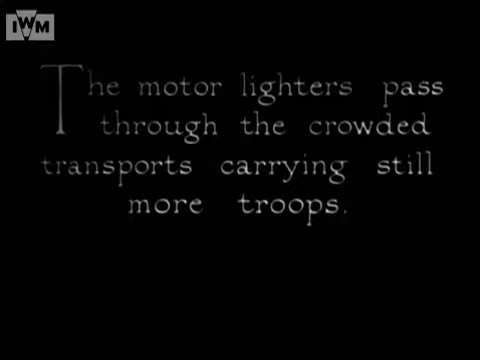 IWM
The motor lighters pass
through the crowded
transports carrying still
more troops.